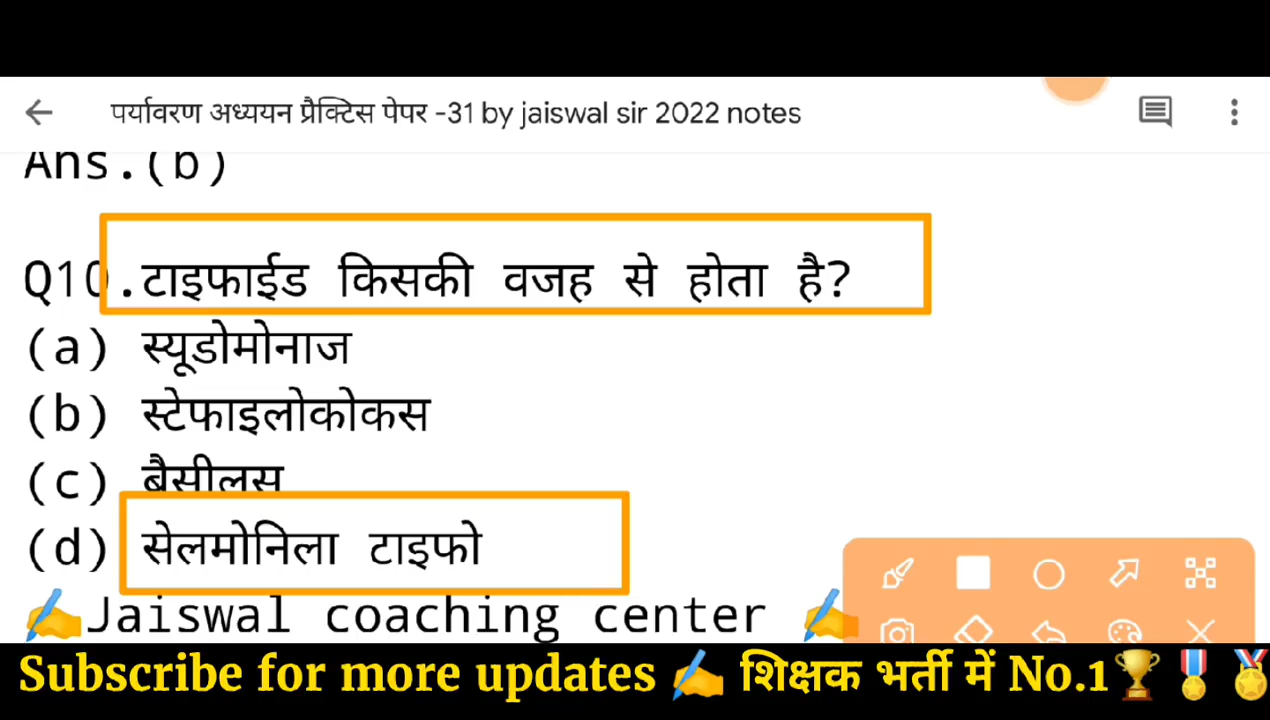 पर्यावरण अध्ययन प्रैक्टिस पेपर -31 by jaiswal sir 2022 notes
Ans.(b)
Q10.टाइफाईड किसकी वजह से होता है?
(a) स्यूडोमोनाज
(b) स्टेफाइलोकोकस
(c) बैसीलस
(d) सेलमोनिला टाइफो
✍️Jaiswal coaching center ✍️
Subscribe for more updates ✍️ शिक्षक भर्ती में No.1🏆🎖️🏅